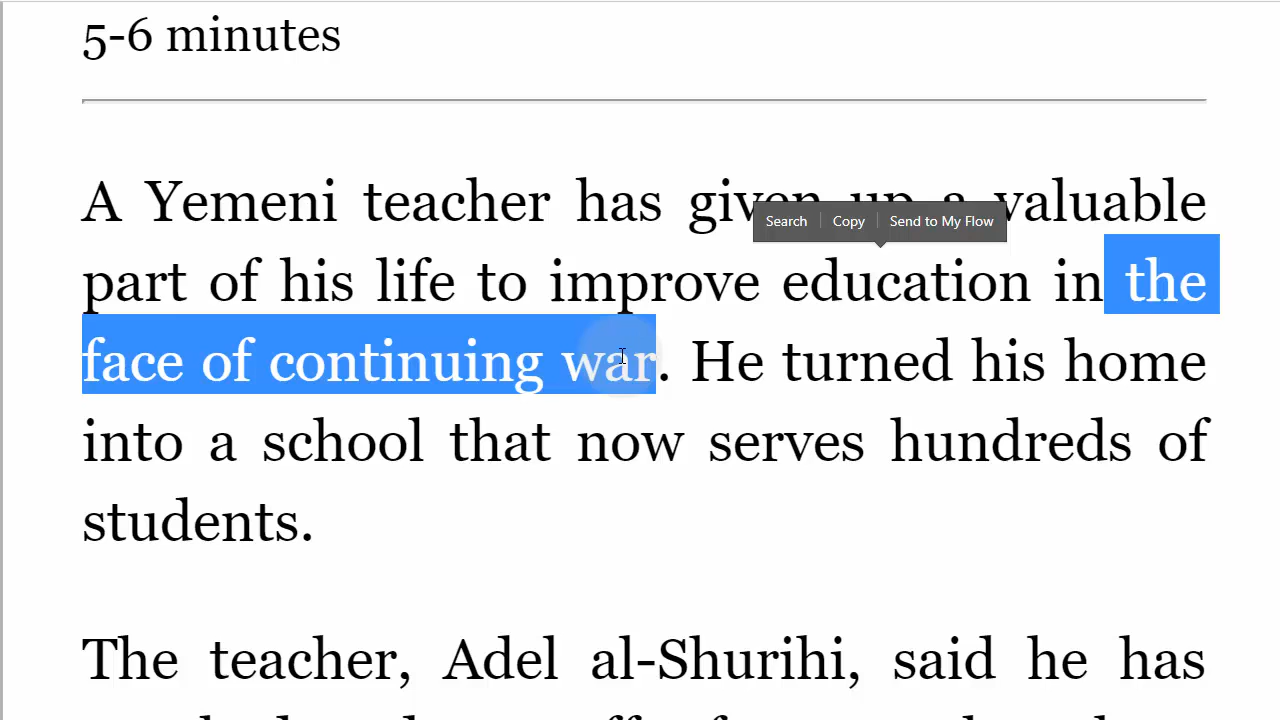 5-6 minutes
A Yemeni teacher has given up a valuable
Search Copy Send to My Flow
part of his life to improve education in the
face of continuing war. He turned his home
into a school that now serves hundreds of
students.
The teacher, Adel al-Shurihi, said he has